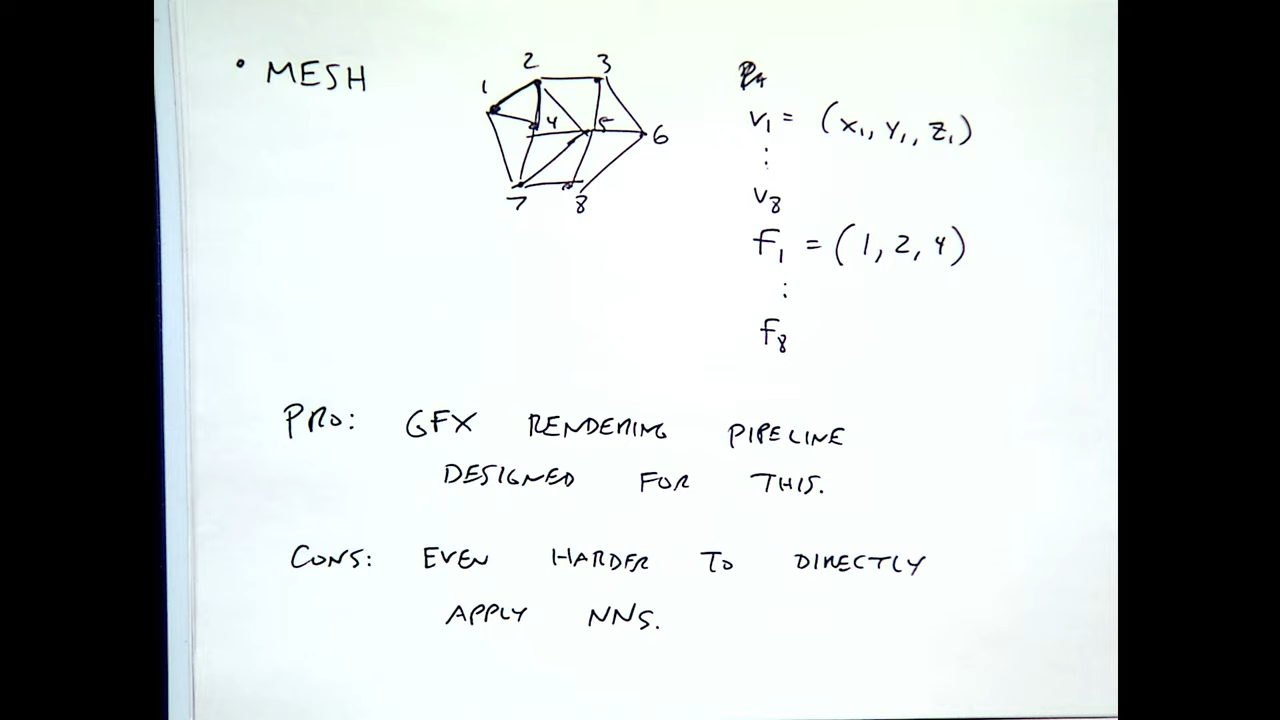 • MESH
1 2 3
4 5 6
7 8
V1 = (X1, Y1, Z1)
⋮
V8
F1 = (1, 2, 4)
⋮
F8
PRO: GFX RENDERING PIPELINE
DESIGNED FOR THIS.
CONS: EVEN HARDER TO DIRECTLY
APPLY NNS.